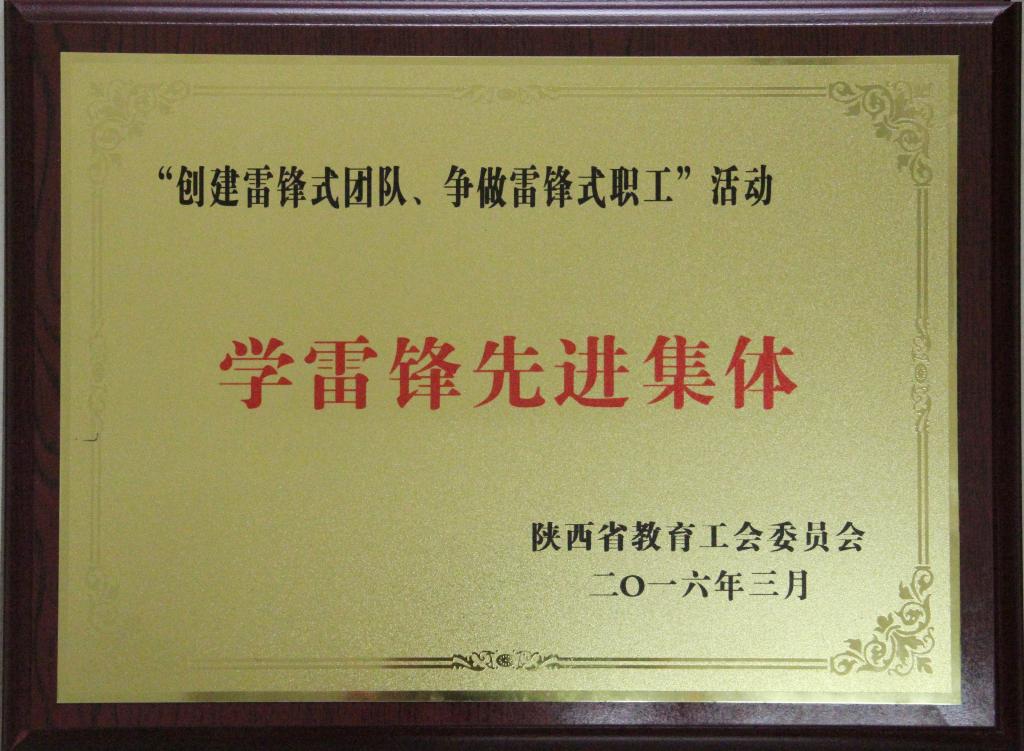 “创建雷锋式团队、争做雷锋式职工”活动
学雷锋先进集体
陕西省教育工会委员会
二〇一六年三月